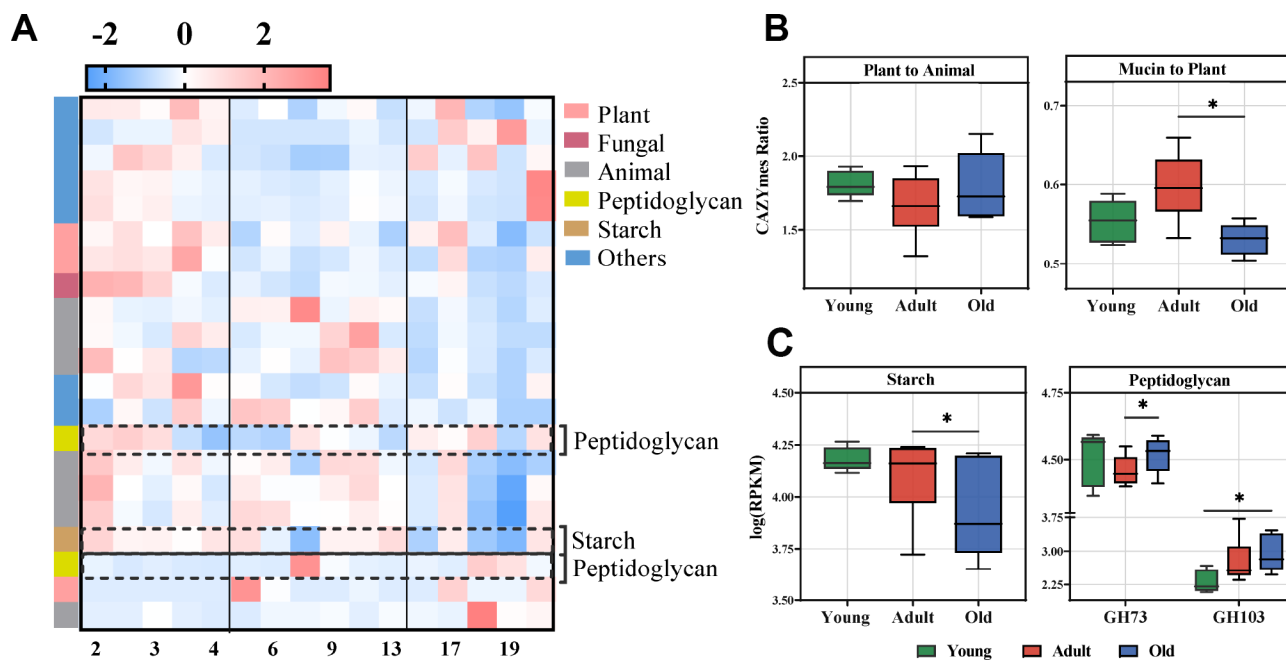 A
-2 0 2
Plant
Fungal
Animal
Peptidoglycan
Starch
Others
Peptidoglycan
Starch
Peptidoglycan
2 3 4 6 9 13 17 19
B
Plant to Animal
CAZYmes Ratio
2.5
2.0
1.5
Young Adult Old
Mucin to Plant
0.7
0.6
0.5
*
Young Adult Old
C
Starch
log(RPKM)
4.50
4.25
4.00
3.75
3.50
*
Young Adult Old
Peptidoglycan
4.75
4.50
3.75
3.00
2.25
*
*
GH73 GH103
Young Adult Old